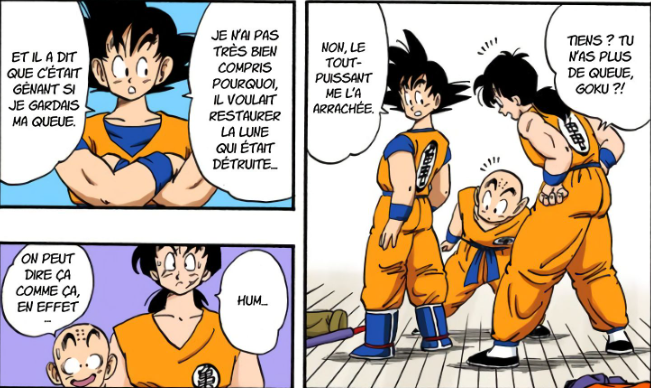 TIENS ? TU
N'AS PLUS
DE QUEUE,
GOKU ?!
NON, LE
TOUT-
PUISSANT
ME L'A
ARRACHÉE.
JE N'AI PAS
TRÈS BIEN
COMPRIS
POURQUOI,
IL VOULAIT
RESTAURER
LA LUNE
QUI ÉTAIT
DÉTRUITE...
ET IL A DIT
QUE C'ÉTAIT
GÊNANT SI
JE GARDAIS
MA QUEUE.
HUM...
亀
ON PEUT
DIRE ÇA
COMME ÇA,
EN EFFET
...